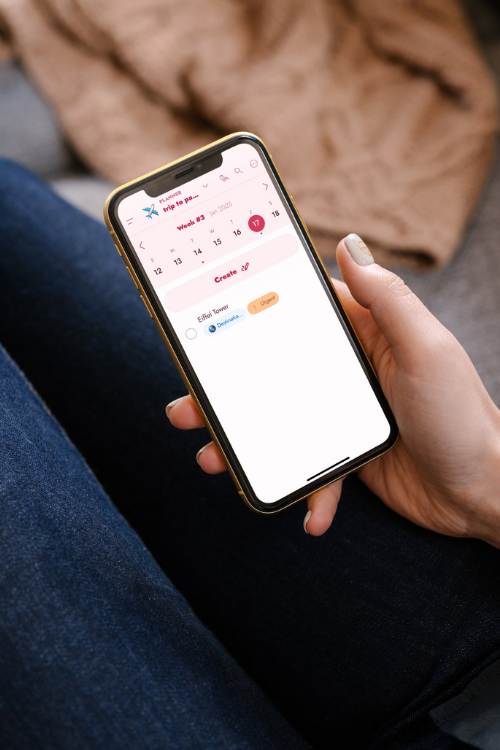 PLANNER
trip to pa...
Week #3 Jan 2025
S M T W T F S
12 13 14 15 16 17 18
Create
Eiffel Tower
Destinatio... Urgent